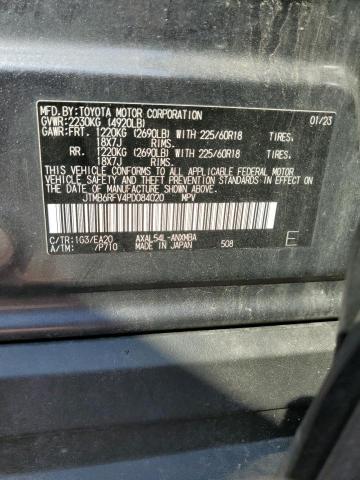 MFD.BY:TOYOTA MOTOR CORPORATION 01/23
GVWR:2230KG (4920LB)
GAWR:FRT. 1220KG (2690LB) WITH 225/60R18 TIRES,
18X7J RIMS.
RR. 1220KG (2690LB) WITH 225/60R18 TIRES,
18X7J RIMS.
THIS VEHICLE CONFORMS TO ALL APPLICABLE FEDERAL MOTOR
VEHICLE SAFETY AND THEFT PREVENTION STANDARDS IN EFFECT
ON THE DATE OF MANUFACTURE SHOWN ABOVE.
JTMB6RFV4PD084020 MPV
C/TR:1G3/EA20 AXAL54L-ANXMBA
A/TM: /P710 MADE IN JAPAN 508 E